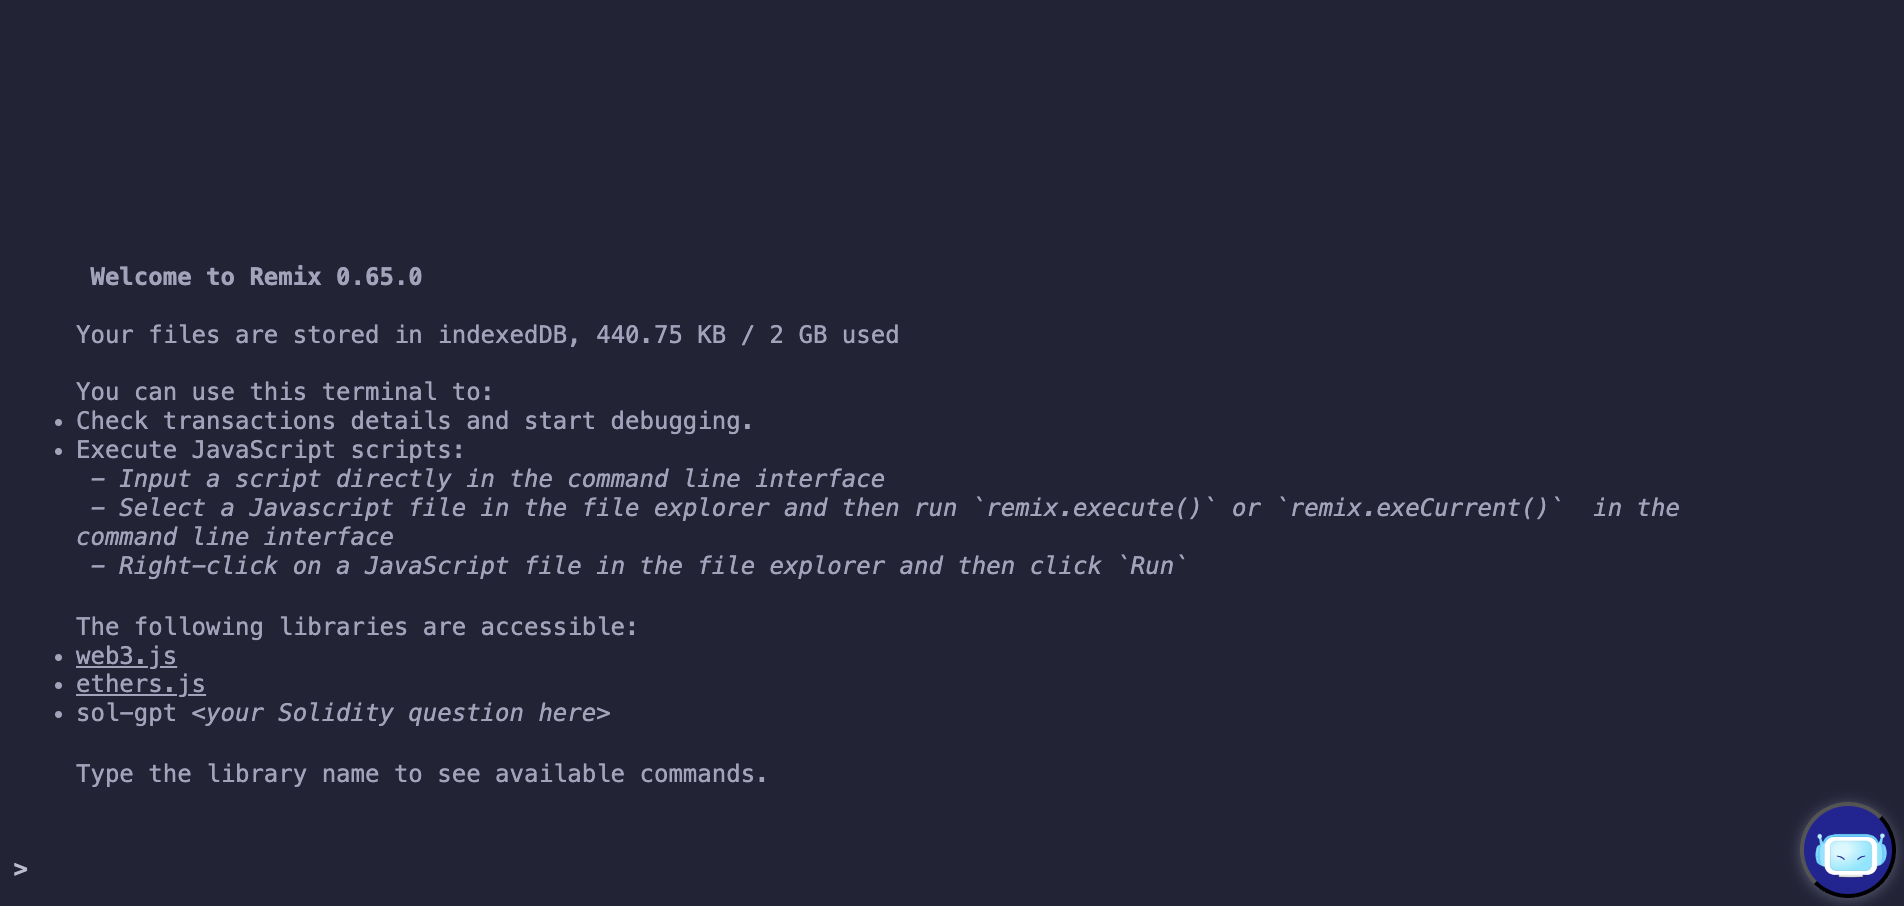 Welcome to Remix 0.65.0
Your files are stored in indexedDB, 440.75 KB / 2 GB used
You can use this terminal to:
• Check transactions details and start debugging.
• Execute JavaScript scripts:
- Input a script directly in the command line interface
- Select a Javascript file in the file explorer and then run `remix.execute()` or `remix.exeCurrent()`  in the
command line interface
- Right-click on a JavaScript file in the file explorer and then click `Run`
The following libraries are accessible:
• web3.js
• ethers.js
• sol-gpt <your Solidity question here>
Type the library name to see available commands.
>